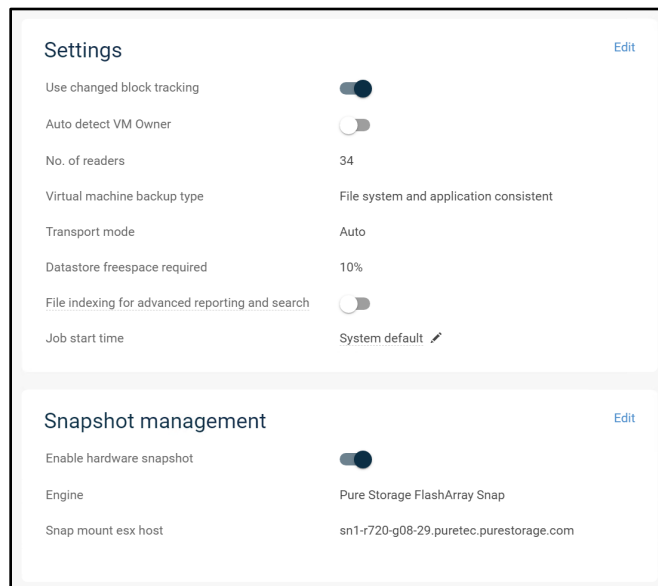 Settings
Edit
Use changed block tracking
Auto detect VM Owner
No. of readers 34
Virtual machine backup type File system and application consistent
Transport mode Auto
Datastore freespace required 10%
File indexing for advanced reporting and search
Job start time System default
Snapshot management
Edit
Enable hardware snapshot
Engine Pure Storage FlashArray Snap
Snap mount esx host sn1-r720-g08-29.puretec.purestorage.com